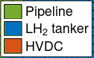 Pipeline
LH₂ tanker
HVDC